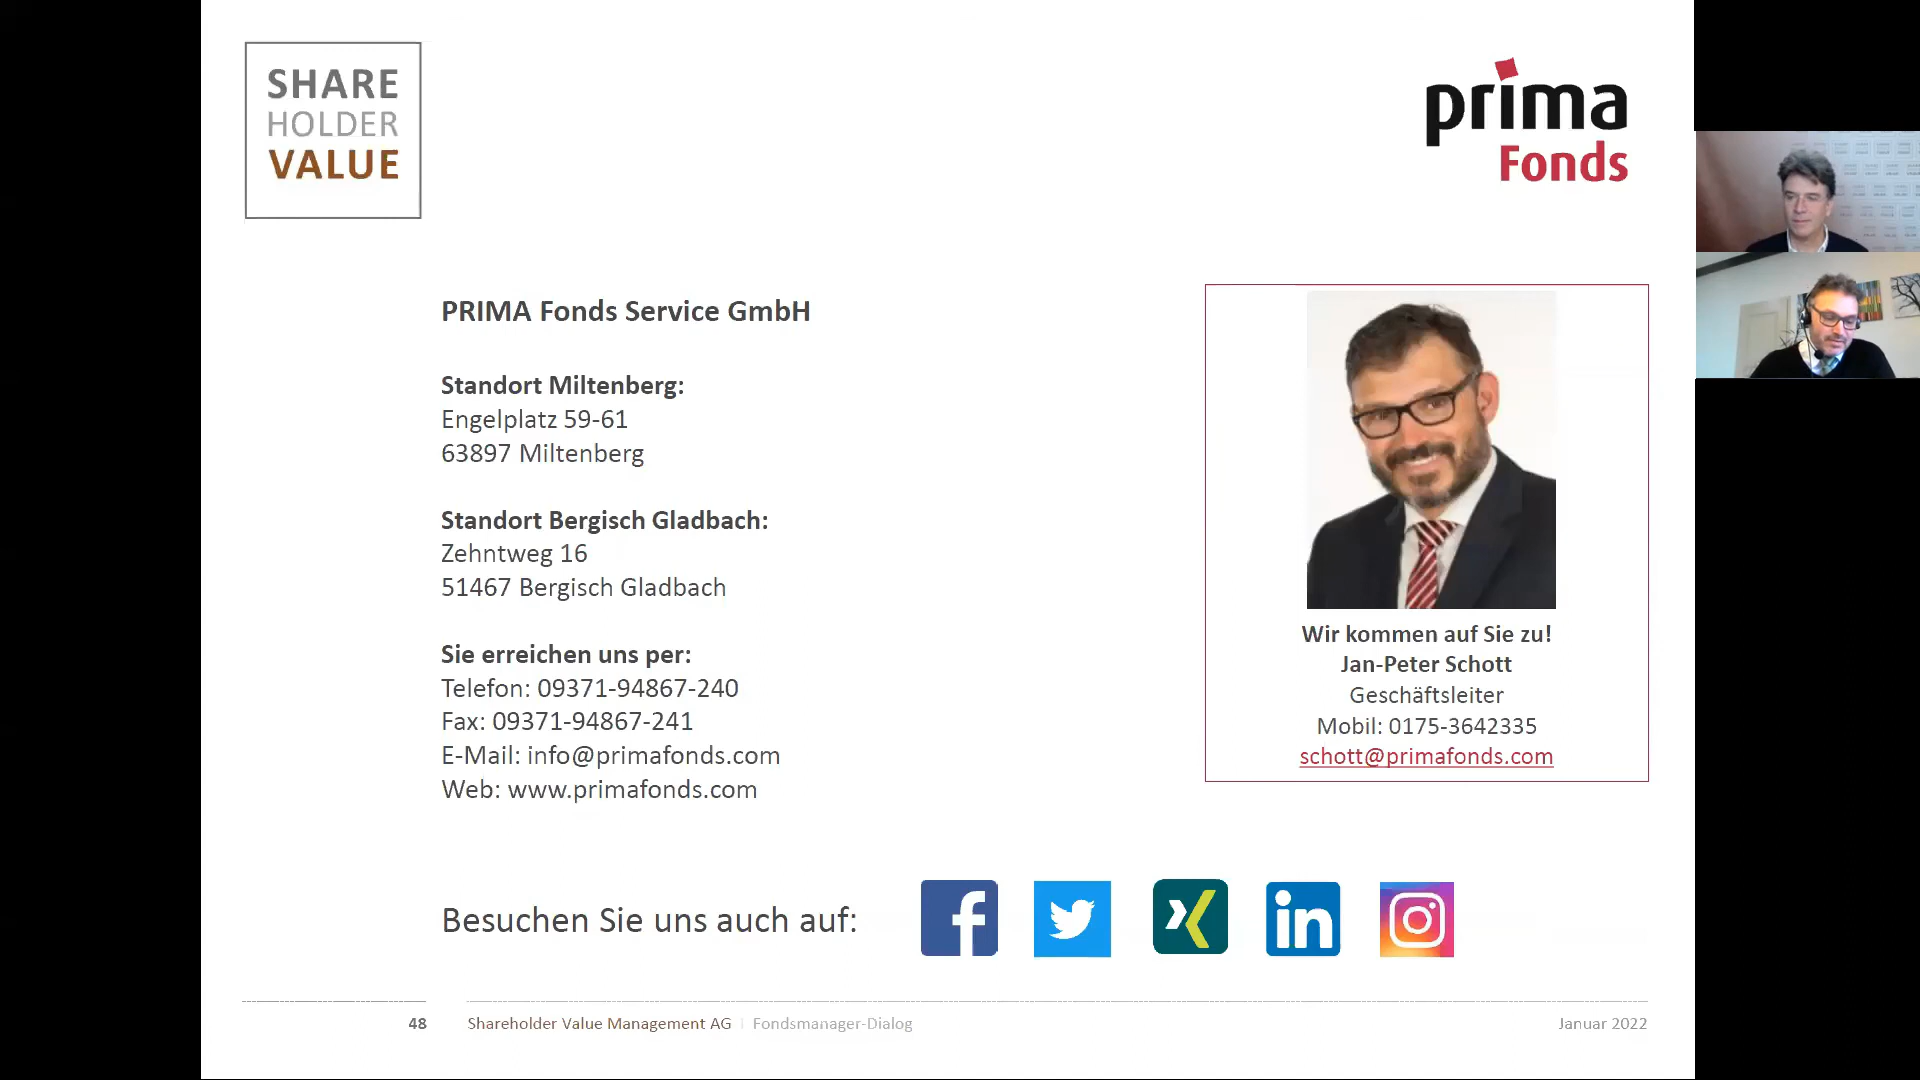 SHARE
HOLDER
VALUE
prima
Fonds
PRIMA Fonds Service GmbH
Standort Miltenberg:
Engelplatz 59-61
63897 Miltenberg
Standort Bergisch Gladbach:
Zehntweg 16
51467 Bergisch Gladbach
Sie erreichen uns per:
Telefon: 09371-94867-240
Fax: 09371-94867-241
E-Mail: info@primafonds.com
Web: www.primafonds.com
Wir kommen auf Sie zu!
Jan-Peter Schott
Geschäftsleiter
Mobil: 0175-3642335
schott@primafonds.com
Besuchen Sie uns auch auf:
48 Shareholder Value Management AG | Fondsmanager-Dialog Januar 2022